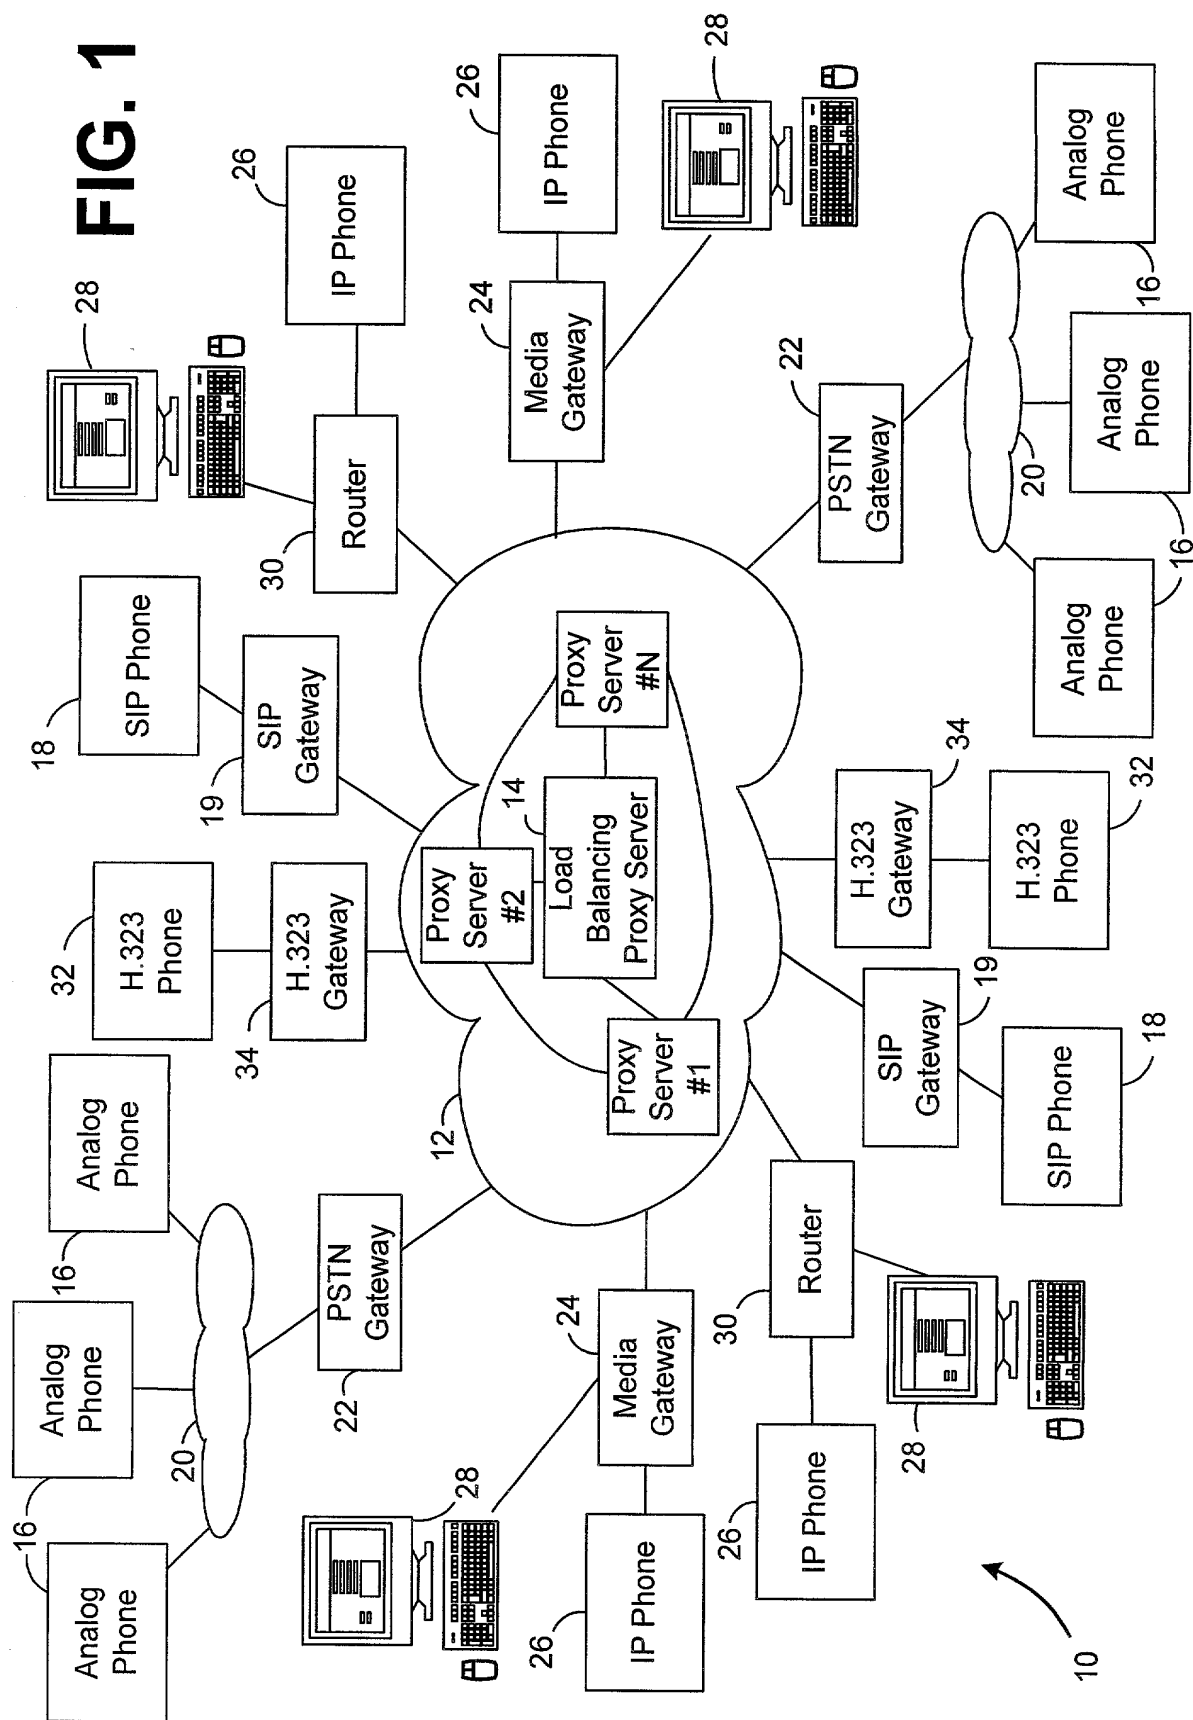 FIG. 1
Analog
Phone
16
Analog
Phone
16
Analog
Phone
16
20
PSTN
Gateway
22
H.323
Phone
32
H.323
Gateway
34
SIP Phone
18
SIP
Gateway
19
28
Router
30
IP Phone
26
28
Media
Gateway
24
IP Phone
26
12
Proxy
Server
#1
Proxy
Server
#2
Load
Balancing
Proxy Server
14
Proxy
Server
#N
Media
Gateway
24
IP Phone
26
28
IP Phone
26
Router
30
28
SIP
Gateway
19
SIP Phone
18
H.323
Gateway
34
H.323
Phone
32
PSTN
Gateway
22
20
Analog
Phone
16
Analog
Phone
16
Analog
Phone
10